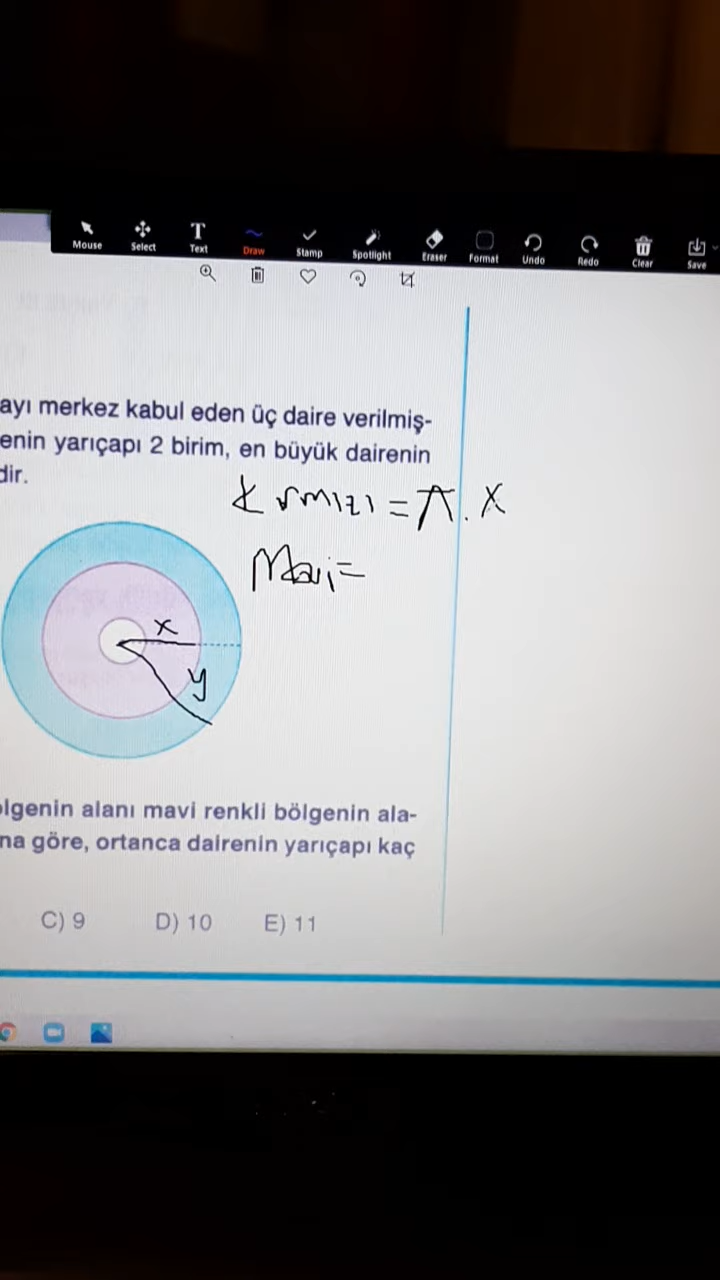 Mouse Select Text Draw Stamp Spotlight Eraser Format Undo Redo Clear Save
ayı merkez kabul eden üç daire verilmiş-
enin yarıçapı 2 birim, en büyük dairenin
dir.
Kırmızı = π . x
Mavi =
x
y
lgenin alanı mavi renkli bölgenin ala-
na göre, ortanca dairenin yarıçapı kaç
C) 9 D) 10 E) 11